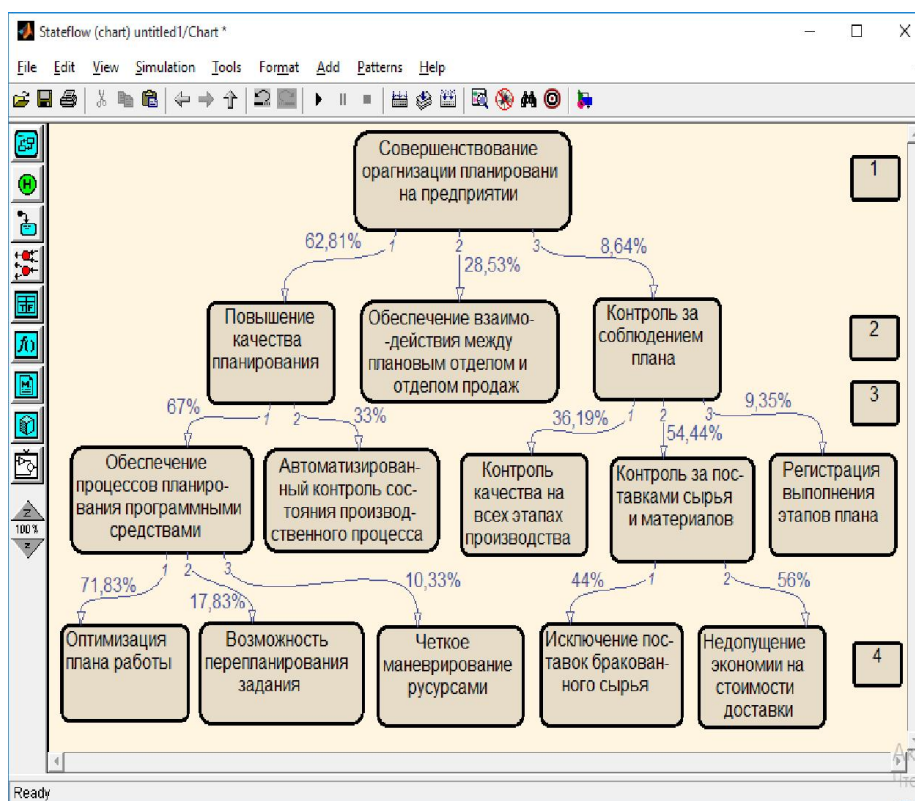 Stateflow (chart) untitled1/Chart *
File Edit View Simulation Tools Format Add Patterns Help
Совершенствование
орагнизации планировани
на предприятии
1
62,81%
1
2
3
8,64%
28,53%
Повышение
качества
планирования
Обеспечение взаимо-
-действия между
плановым отделом и
отделом продаж
Контроль за
соблюдением
плана
2
3
67%
1
2
33%
36,19%
1
2
3
9,35%
54,44%
Обеспечение
процессов планиро-
вания программными
средствами
Автоматизирован-
ный контроль сос-
тояния производ-
ственного процесса
Контроль
качества на
всех этапах
производства
Контроль за пос-
тавками сырья
и материалов
Регистрация
выполнения
этапов плана
100%
71,83%
1
2
3
17,83%
10,33%
44%
1
2
56%
Оптимизация
плана работы
Возможность
перепланирования
задания
Четкое
маневрирование
русурсами
Исключение пос-
тавок бракован-
ного сырья
Недопущение
экономии на
стоимости
доставки
4
Ready